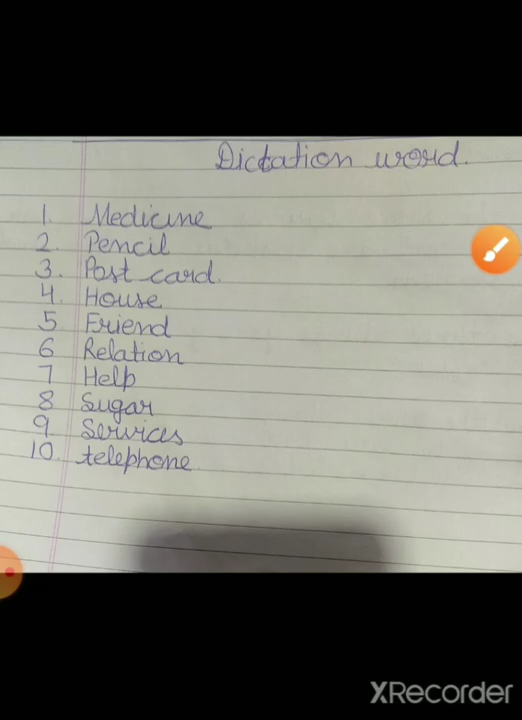 Dictation word.
1. Medicine
2. Pencil
3. Post card.
4. House
5 Friend
6 Relation
7 Help
8 Sugar
9 Services
10. telephone
XRecorder